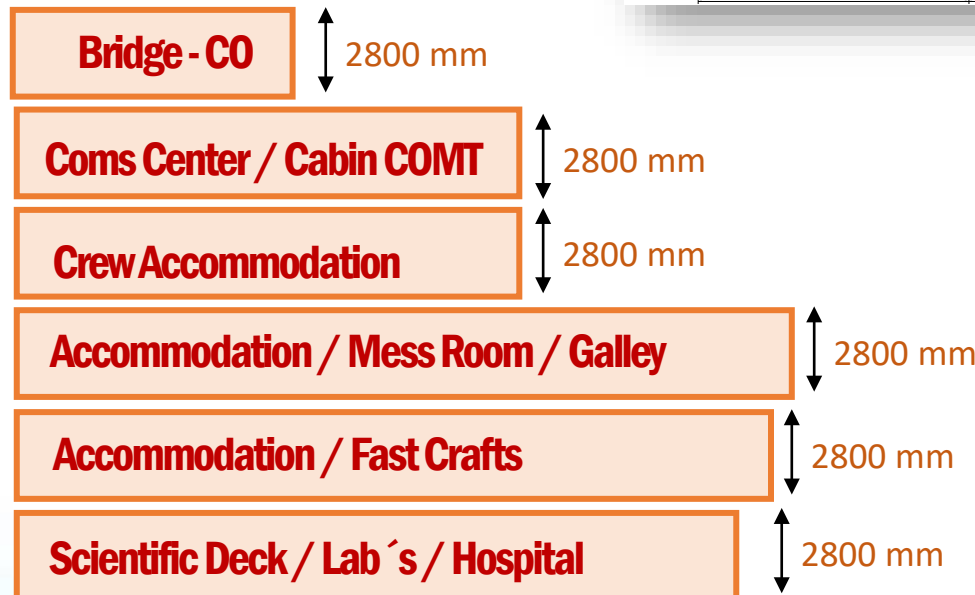 Bridge - CO
2800 mm
Coms Center / Cabin COMT
2800 mm
Crew Accommodation
2800 mm
Accommodation / Mess Room / Galley
2800 mm
Accommodation / Fast Crafts
2800 mm
Scientific Deck / Lab ´s / Hospital
2800 mm